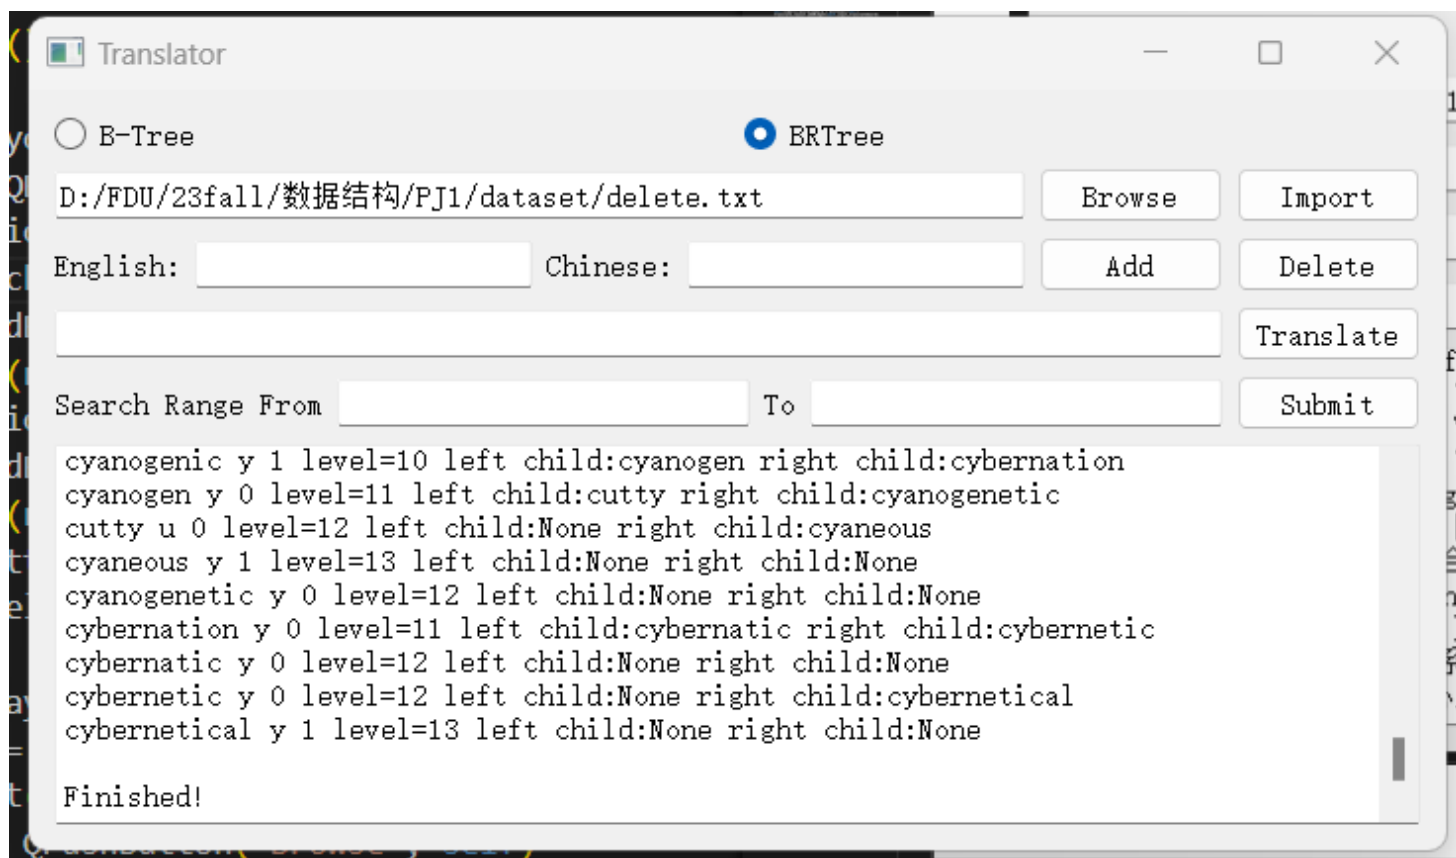 Translator
B-Tree BRTree
D:/FDU/23fall/数据结构/PJ1/dataset/delete.txt Browse Import
English: Chinese: Add Delete
Translate
Search Range From To Submit
cyanogenic y 1 level=10 left child:cyanogen right child:cybernation
cyanogen y 0 level=11 left child:cutty right child:cyanogenetic
cutty u 0 level=12 left child:None right child:cyaneous
cyaneous y 1 level=13 left child:None right child:None
cyanogenetic y 0 level=12 left child:None right child:None
cybernation y 0 level=11 left child:cybernatic right child:cybernetic
cybernatic y 0 level=12 left child:None right child:None
cybernetic y 0 level=12 left child:None right child:cybernetical
cybernetical y 1 level=13 left child:None right child:None
Finished!